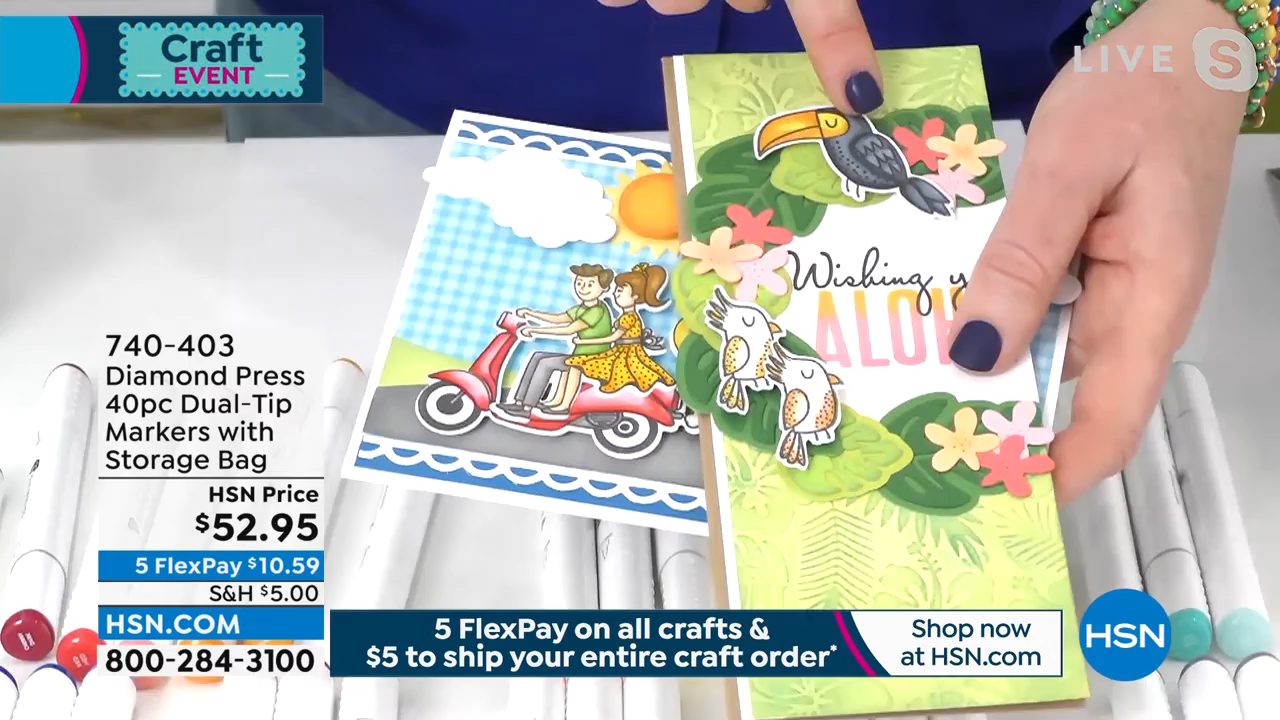 Craft
EVENT
LIVE S
Wishing y
ALOH
740-403
Diamond Press
40pc Dual-Tip
Markers with
Storage Bag
HSN Price
$52.95
5 FlexPay $10.59
S&H $5.00
HSN.COM
800-284-3100
5 FlexPay on all crafts &
$5 to ship your entire craft order*
Shop now
at HSN.com
HSN